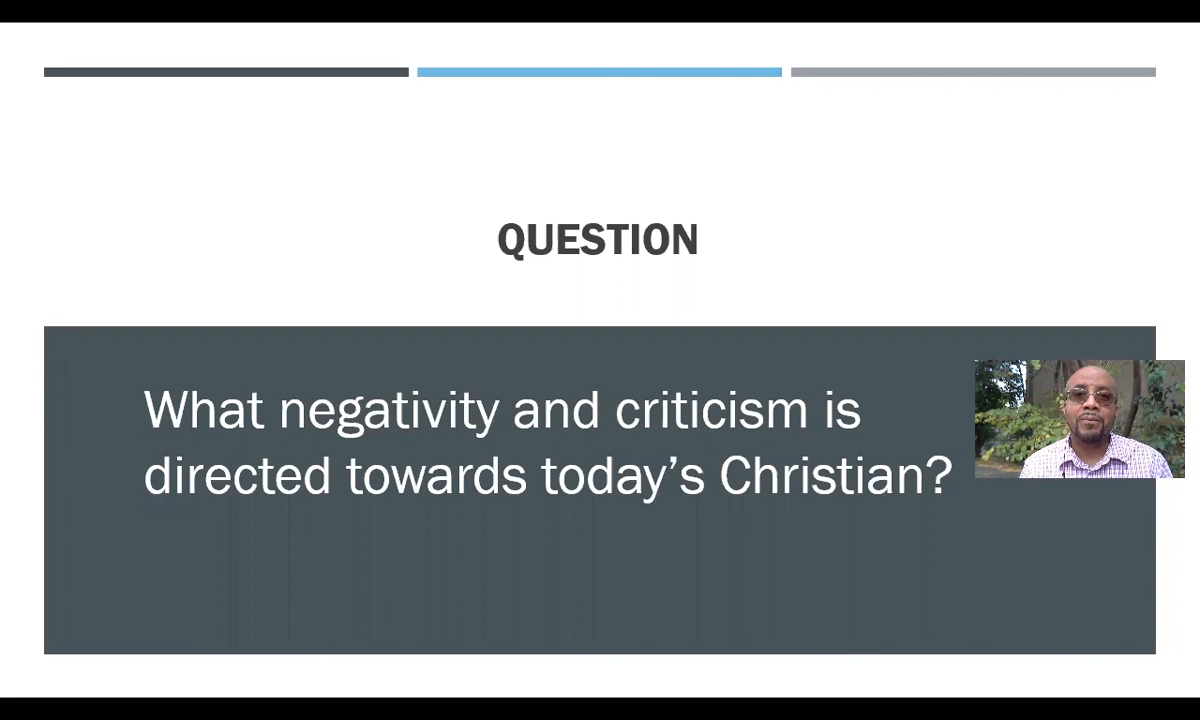 QUESTION
What negativity and criticism is
directed towards today’s Christian?